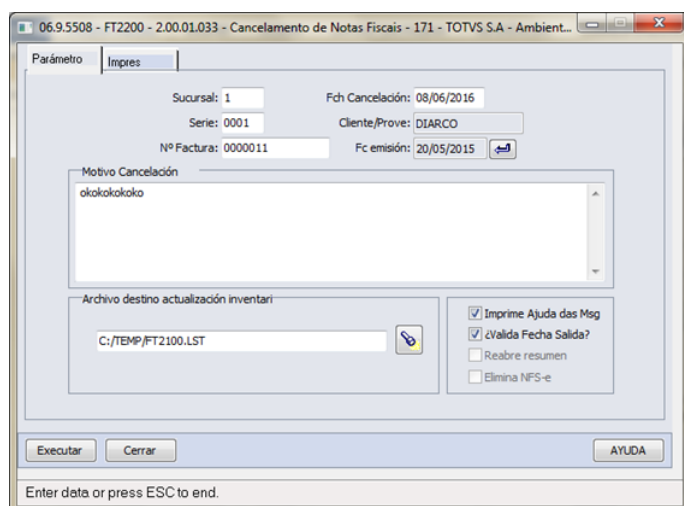 06.9.5508 - FT2200 - 2.00.01.033 - Cancelamento de Notas Fiscais - 171 - TOTVS S.A - Ambient...
Parámetro Impres
Sucursal: 1 Fch Cancelación: 08/06/2016
Serie: 0001 Cliente/Prove: DIARCO
Nº Factura: 0000011 Fc emisión: 20/05/2015
Motivo Cancelación
okokokokoko
Archivo destino actualización inventari
C:/TEMP/FT2100.LST
Imprime Ajuda das Msg
¿Valida Fecha Salida?
Reabre resumen
Elimina NFS-e
Executar Cerrar AYUDA
Enter data or press ESC to end.